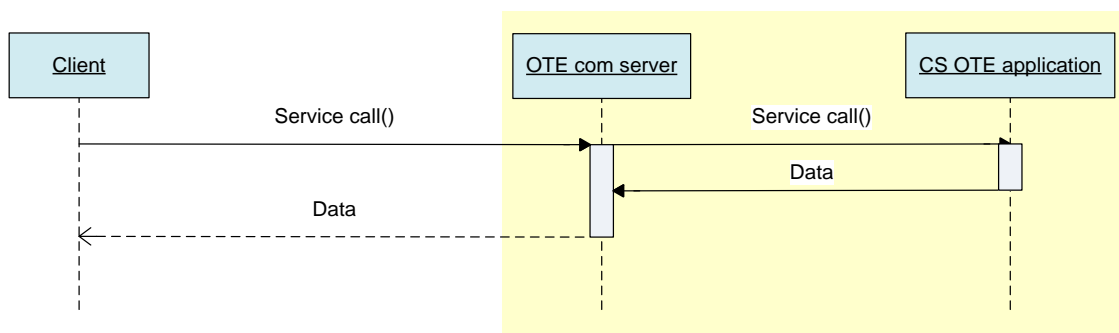 Client
OTE com server
CS OTE application
Service call()
Service call()
Data
Data